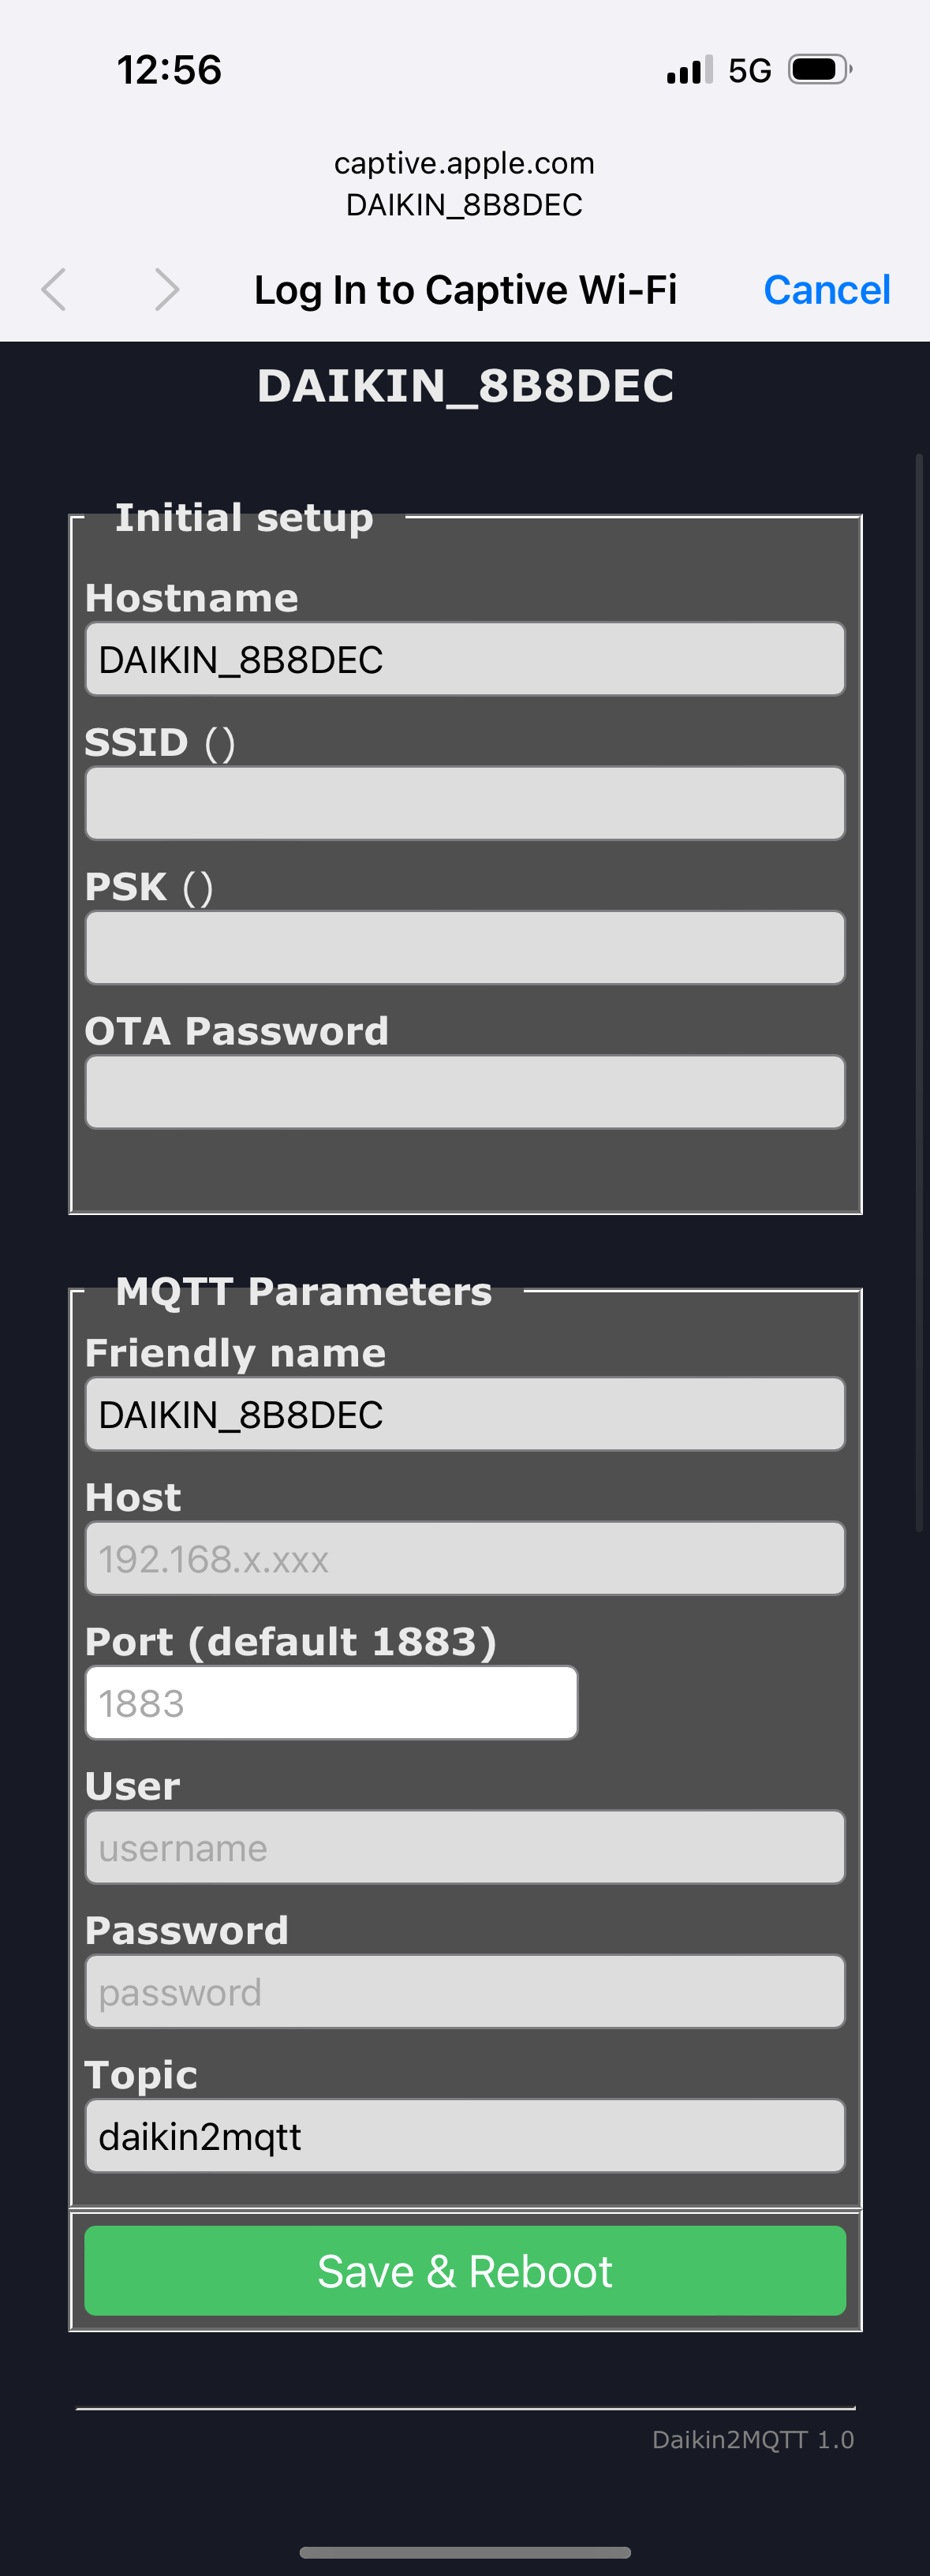 12:56
5G
captive.apple.com
DAIKIN_8B8DEC
Log In to Captive Wi-Fi
Cancel
DAIKIN_8B8DEC
Initial setup
Hostname
DAIKIN_8B8DEC
SSID ()
PSK ()
OTA Password
MQTT Parameters
Friendly name
DAIKIN_8B8DEC
Host
192.168.x.xxx
Port (default 1883)
1883
User
username
Password
password
Topic
daikin2mqtt
Save & Reboot
Daikin2MQTT 1.0